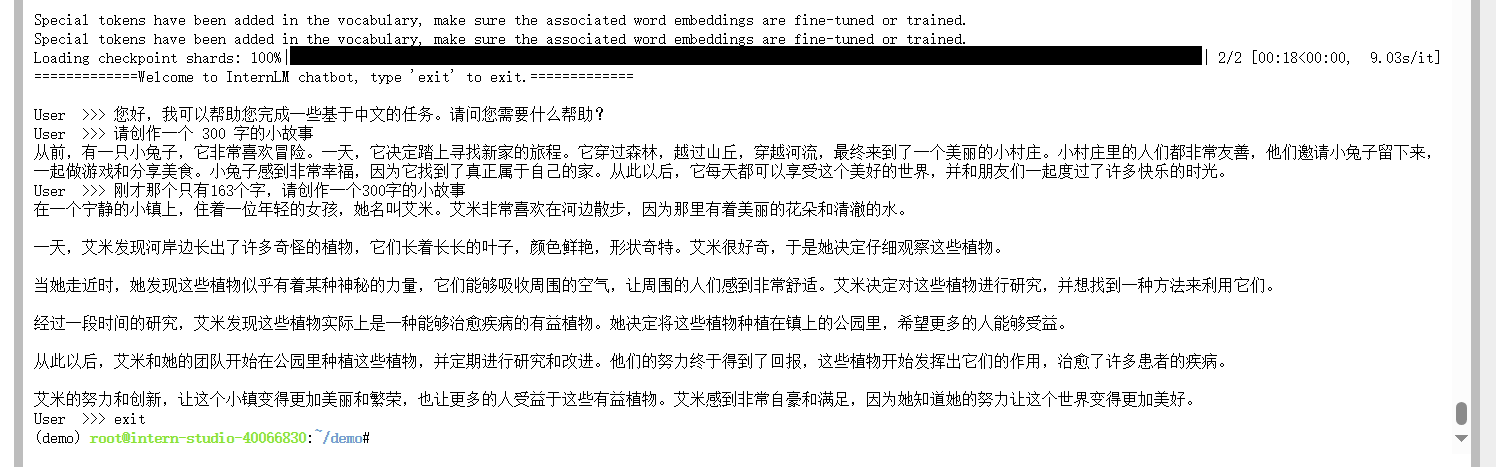 Special tokens have been added in the vocabulary, make sure the associated word embeddings are fine-tuned or trained.
Special tokens have been added in the vocabulary, make sure the associated word embeddings are fine-tuned or trained.
Loading checkpoint shards: 100%|██████████| 2/2 [00:18<00:00,  9.03s/it]
=============Welcome to InternLM chatbot, type 'exit' to exit.=============
User  >>> 您好，我可以帮助您完成一些基于中文的任务。请问您需要什么帮助？
User  >>> 请创作一个 300 字的小故事
从前，有一只小兔子，它非常喜欢冒险。一天，它决定踏上寻找新家的旅程。它穿过森林，越过山丘，穿越河流，最终来到了一个美丽的小村庄。小村庄里的人们都非常友善，他们邀请小兔子留下来，
一起做游戏和分享美食。小兔子感到非常幸福，因为它找到了真正属于自己的家。从此以后，它每天都可以享受这个美好的世界，并和朋友们一起度过了许多快乐的时光。
User  >>> 刚才那个只有163个字，请创作一个300字的小故事
在一个宁静的小镇上，住着一位年轻的女孩，她名叫艾米。艾米非常喜欢在河边散步，因为那里有着美丽的花朵和清澈的水。
一天，艾米发现河岸边长出了许多奇怪的植物，它们长着长长的叶子，颜色鲜艳，形状奇特。艾米很好奇，于是她决定仔细观察这些植物。
当她走近时，她发现这些植物似乎有着某种神秘的力量，它们能够吸收周围的空气，让周围的人们感到非常舒适。艾米决定对这些植物进行研究，并想找到一种方法来利用它们。
经过一段时间的研究，艾米发现这些植物实际上是一种能够治愈疾病的有益植物。她决定将这些植物种植在镇上的公园里，希望更多的人能够受益。
从此以后，艾米和她的团队开始在公园里种植这些植物，并定期进行研究和改进。他们的努力终于得到了回报，这些植物开始发挥出它们的作用，治愈了许多患者的疾病。
艾米的努力和创新，让这个小镇变得更加美丽和繁荣，也让更多的人受益于这些有益植物。艾米感到非常自豪和满足，因为她知道她的努力让这个世界变得更加美好。
User  >>> exit
(demo) root@intern-studio-40066830:~/demo#